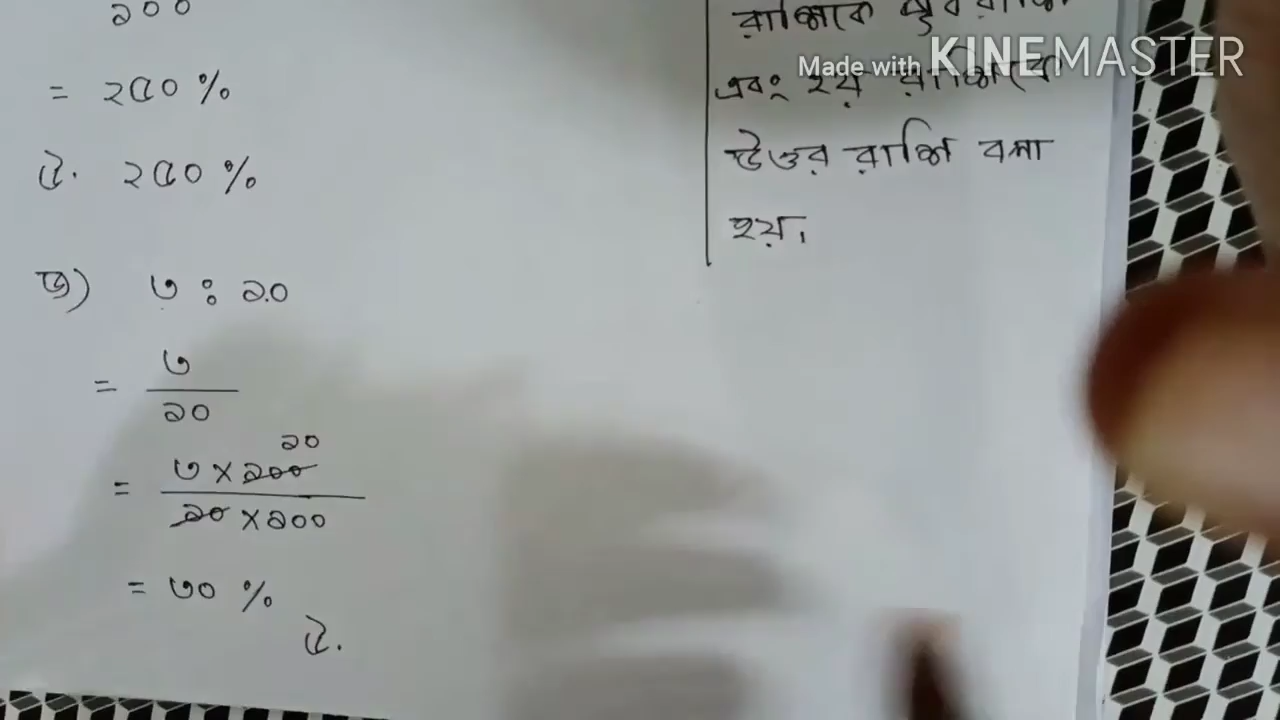 ১০০
= ২৫০ %
উ. ২৫০ %
ঙ) ৩ : ১০
= ৩
১০
১০
= ৩ × ১০০
১০ × ১০০
= ৩০ %
উ.
রাশিকে পূর্ব রাশি
এবং ২য় রাশিকে
উত্তর রাশি বলা
হয়।
Made with KINEMASTER